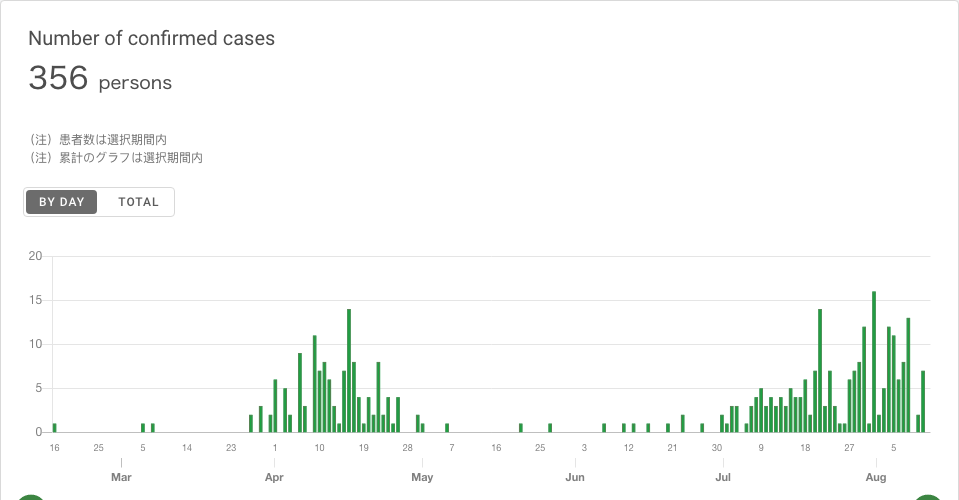 Number of confirmed cases
356 persons
（注）患者数は選択期間内
（注）累計のグラフは選択期間内
BY DAY TOTAL
20
15
10
5
0
16 25 5 14 23 1 10 19 28 7 16 25 3 12 21 30 9 18 27 5
Mar Apr May Jun Jul Aug